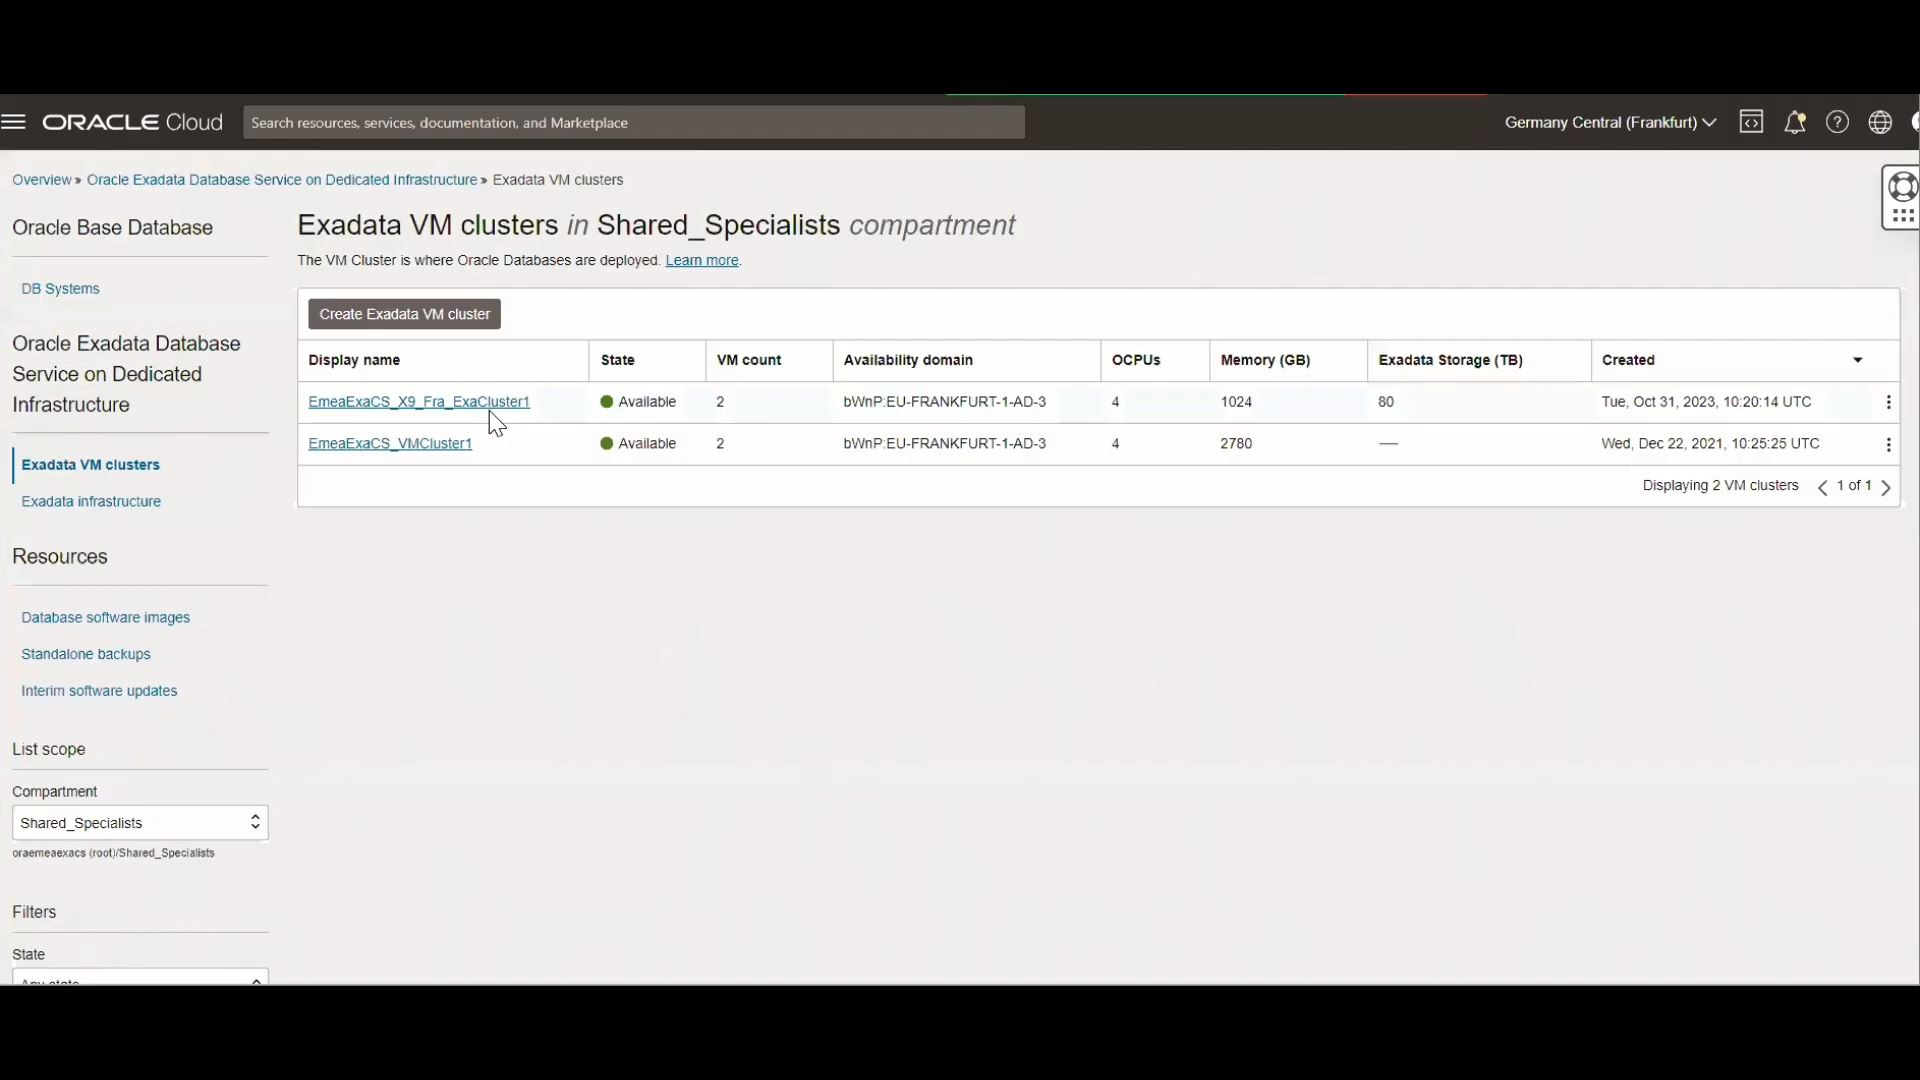 ORACLE Cloud
Search resources, services, documentation, and Marketplace
Germany Central (Frankfurt)
Overview » Oracle Exadata Database Service on Dedicated Infrastructure » Exadata VM clusters
Oracle Base Database
DB Systems
Oracle Exadata Database
Service on Dedicated
Infrastructure
Exadata VM clusters
Exadata infrastructure
Resources
Database software images
Standalone backups
Interim software updates
List scope
Compartment
Shared_Specialists
oraemeaexacs (root)/Shared_Specialists
Filters
State
Any state
Exadata VM clusters in Shared_Specialists compartment
The VM Cluster is where Oracle Databases are deployed. Learn more.
Create Exadata VM cluster
Display name State VM count Availability domain OCPUs Memory (GB) Exadata Storage (TB) Created
EmeaExaCS_X9_Fra_ExaCluster1 Available 2 bWnP:EU-FRANKFURT-1-AD-3 4 1024 80 Tue, Oct 31, 2023, 10:20:14 UTC
EmeaExaCS_VMCluster1 Available 2 bWnP:EU-FRANKFURT-1-AD-3 4 2780 — Wed, Dec 22, 2021, 10:25:25 UTC
Displaying 2 VM clusters < 1 of 1 >